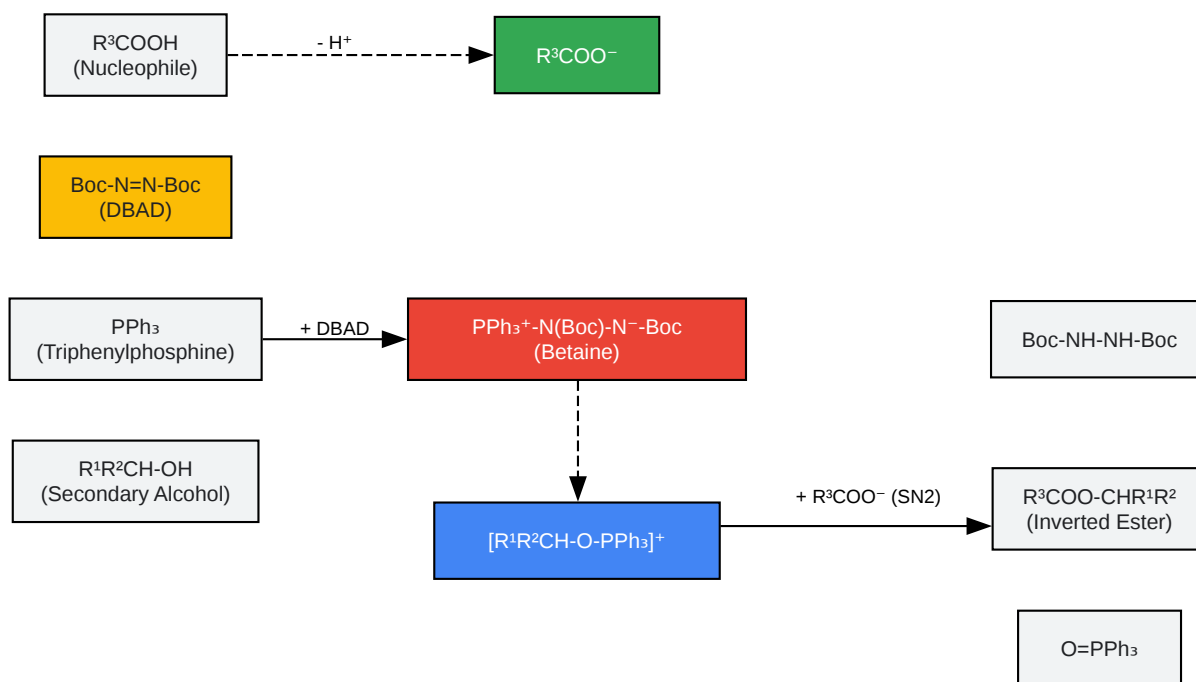 R³COOH
(Nucleophile)
- H⁺
R³COO⁻
Boc-N=N-Boc
(DBAD)
PPh₃
(Triphenylphosphine)
+ DBAD
PPh₃⁺-N(Boc)-N⁻-Boc
(Betaine)
Boc-NH-NH-Boc
R¹R²CH-OH
(Secondary Alcohol)
[R¹R²CH-O-PPh₃]⁺
+ R³COO⁻ (SN2)
R³COO-CHR¹R²
(Inverted Ester)
O=PPh₃